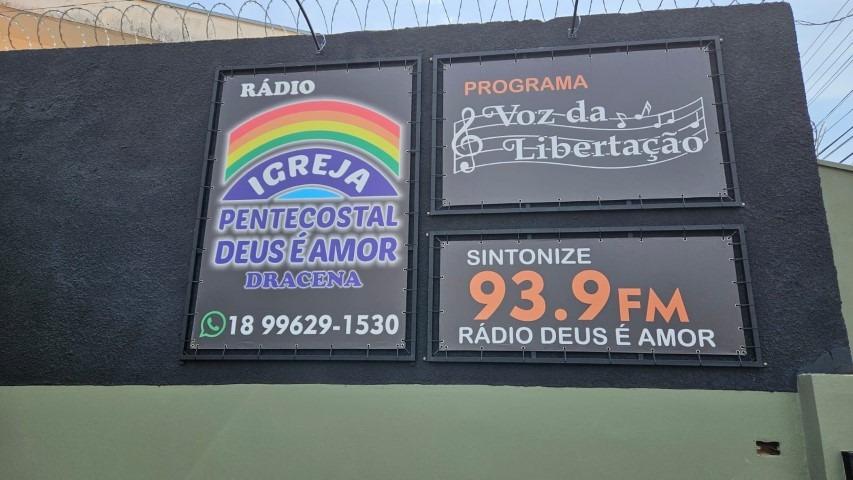 RÁDIO
IGREJA
PENTECOSTAL
DEUS É AMOR
DRACENA
18 99629-1530
PROGRAMA
Voz da
Libertação
SINTONIZE
93.9 FM
RÁDIO DEUS É AMOR